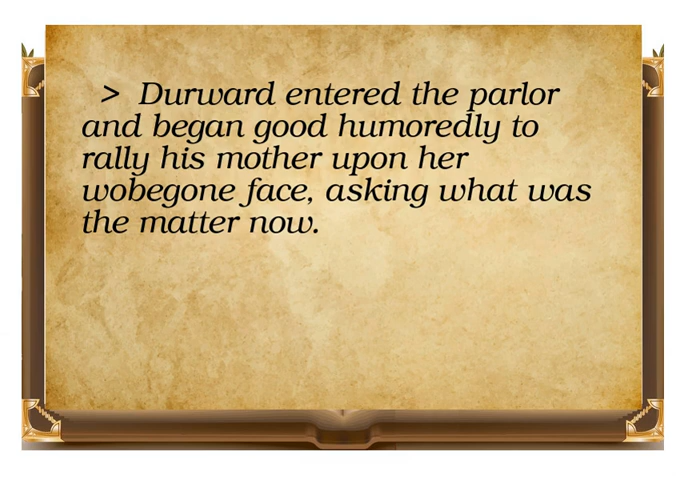 > Durward entered the parlor
and began good humoredly to
rally his mother upon her
wobegone face, asking what was
the matter now.